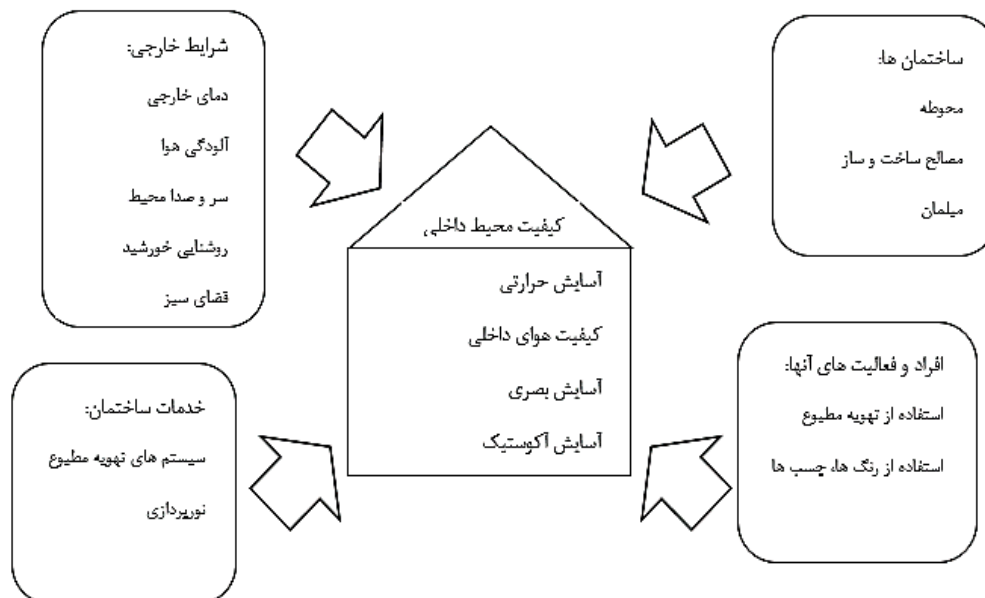 شرایط خارجی:
دمای خارجی
آلودگی هوا
سر و صدا محیط
روشنایی خورشید
فضای سبز
ساختمان ها:
محوطه
مصالح ساخت و ساز
میلمان
کیفیت محیط داخلی
آسایش حرارتی
کیفیت هوای داخلی
آسایش بصری
آسایش آکوستیک
خدمات ساختمان:
سیستم های تهویه مطبوع
نورپردازی
افراد و فعالیت های آنها:
استفاده از تهویه مطبوع
استفاده از رنگ ها، چسب ها